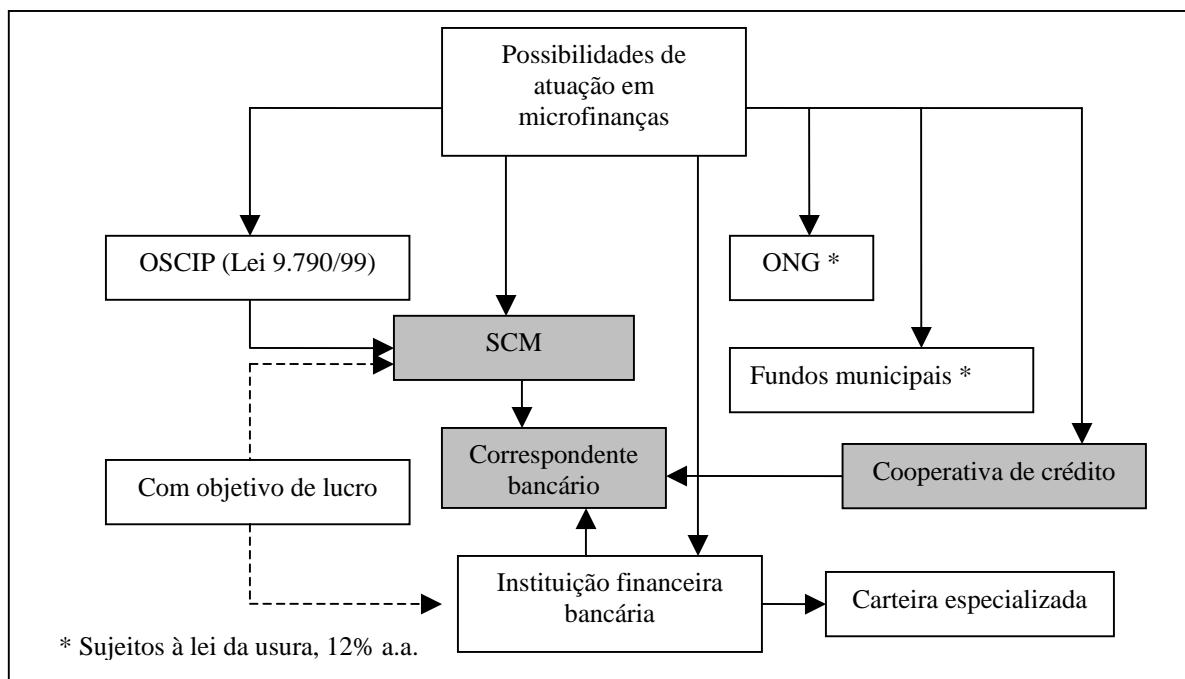 Possibilidades de
atuação em
microfinanças
OSCIP (Lei 9.790/99)
ONG *
SCM
Fundos municipais *
Correspondente
bancário
Cooperativa de crédito
Com objetivo de lucro
Instituição financeira
bancária
Carteira especializada
* Sujeitos à lei da usura, 12% a.a.